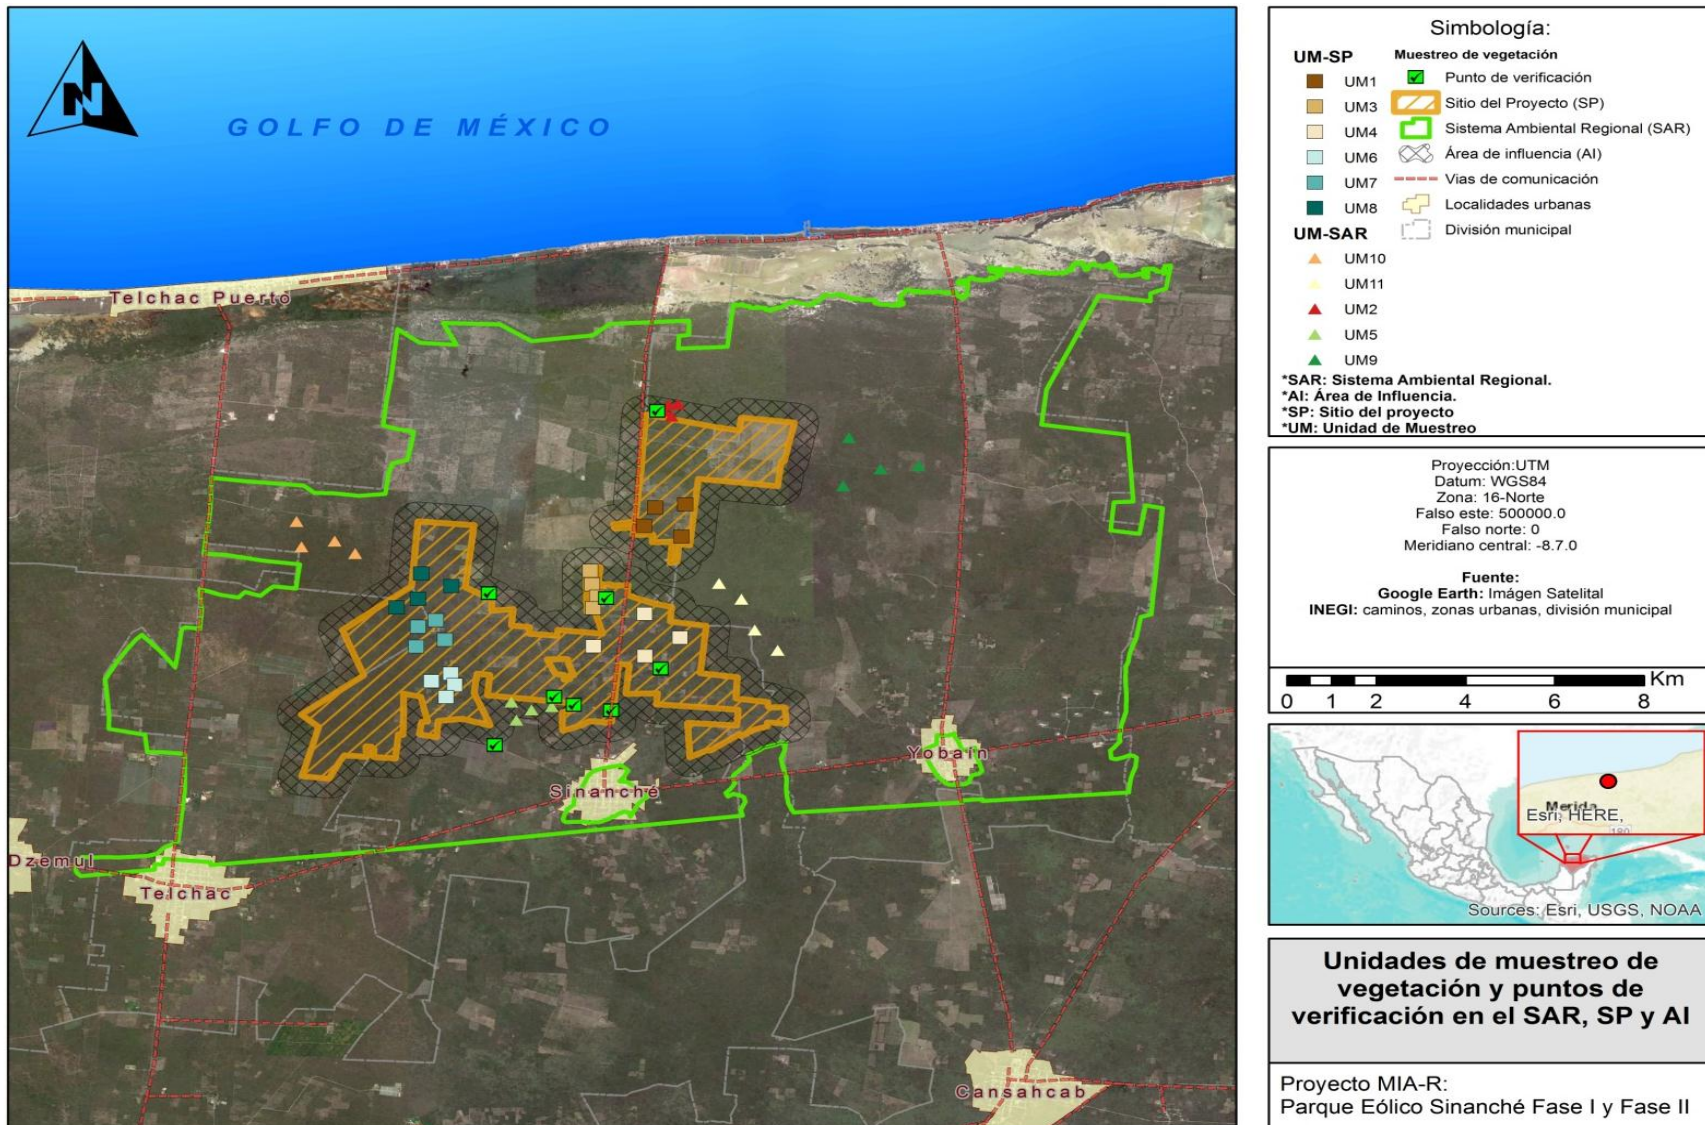 N
GOLFO DE MÉXICO
Telchac Puerto
Yobaín
Sinanché
Dzemul
Telchac
Cansahcab
Simbología:
UM-SP
UM1
UM3
UM4
UM6
UM7
UM8
UM-SAR
UM10
UM11
UM2
UM5
UM9
Muestreo de vegetación
Punto de verificación
Sitio del Proyecto (SP)
Sistema Ambiental Regional (SAR)
Área de influencia (AI)
Vias de comunicación
Localidades urbanas
División municipal
*SAR: Sistema Ambiental Regional.
*AI: Área de Influencia.
*SP: Sitio del proyecto
*UM: Unidad de Muestreo
Proyección:UTM
Datum: WGS84
Zona: 16-Norte
Falso este: 500000.0
Falso norte: 0
Meridiano central: -8.7.0
Fuente:
Google Earth: Imágen Satelital
INEGI: caminos, zonas urbanas, división municipal
Km
0 1 2 4 6 8
Merida
Esri, HERE,
180
Sources: Esri, USGS, NOAA
Unidades de muestreo de
vegetación y puntos de
verificación en el SAR, SP y AI
Proyecto MIA-R:
Parque Eólico Sinanché Fase I y Fase II